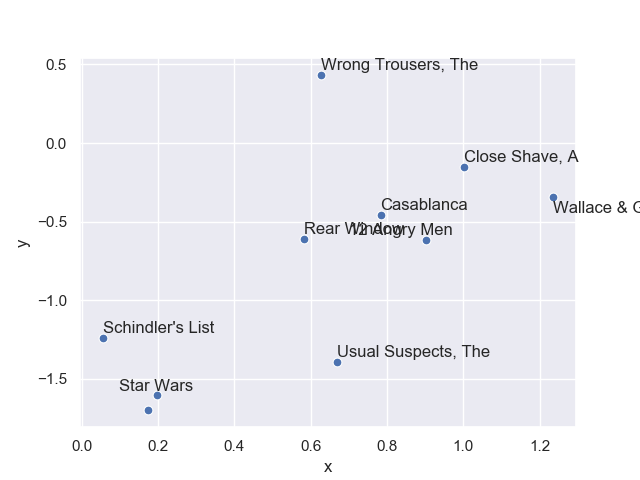 0.5
0.0
−0.5
−1.0
−1.5
y
Wrong Trousers, The
Close Shave, A
Casablanca
Wallace & G
Rear Window
12 Angry Men
Schindler's List
Usual Suspects, The
Star Wars
0.0 0.2 0.4 0.6 0.8 1.0 1.2
x